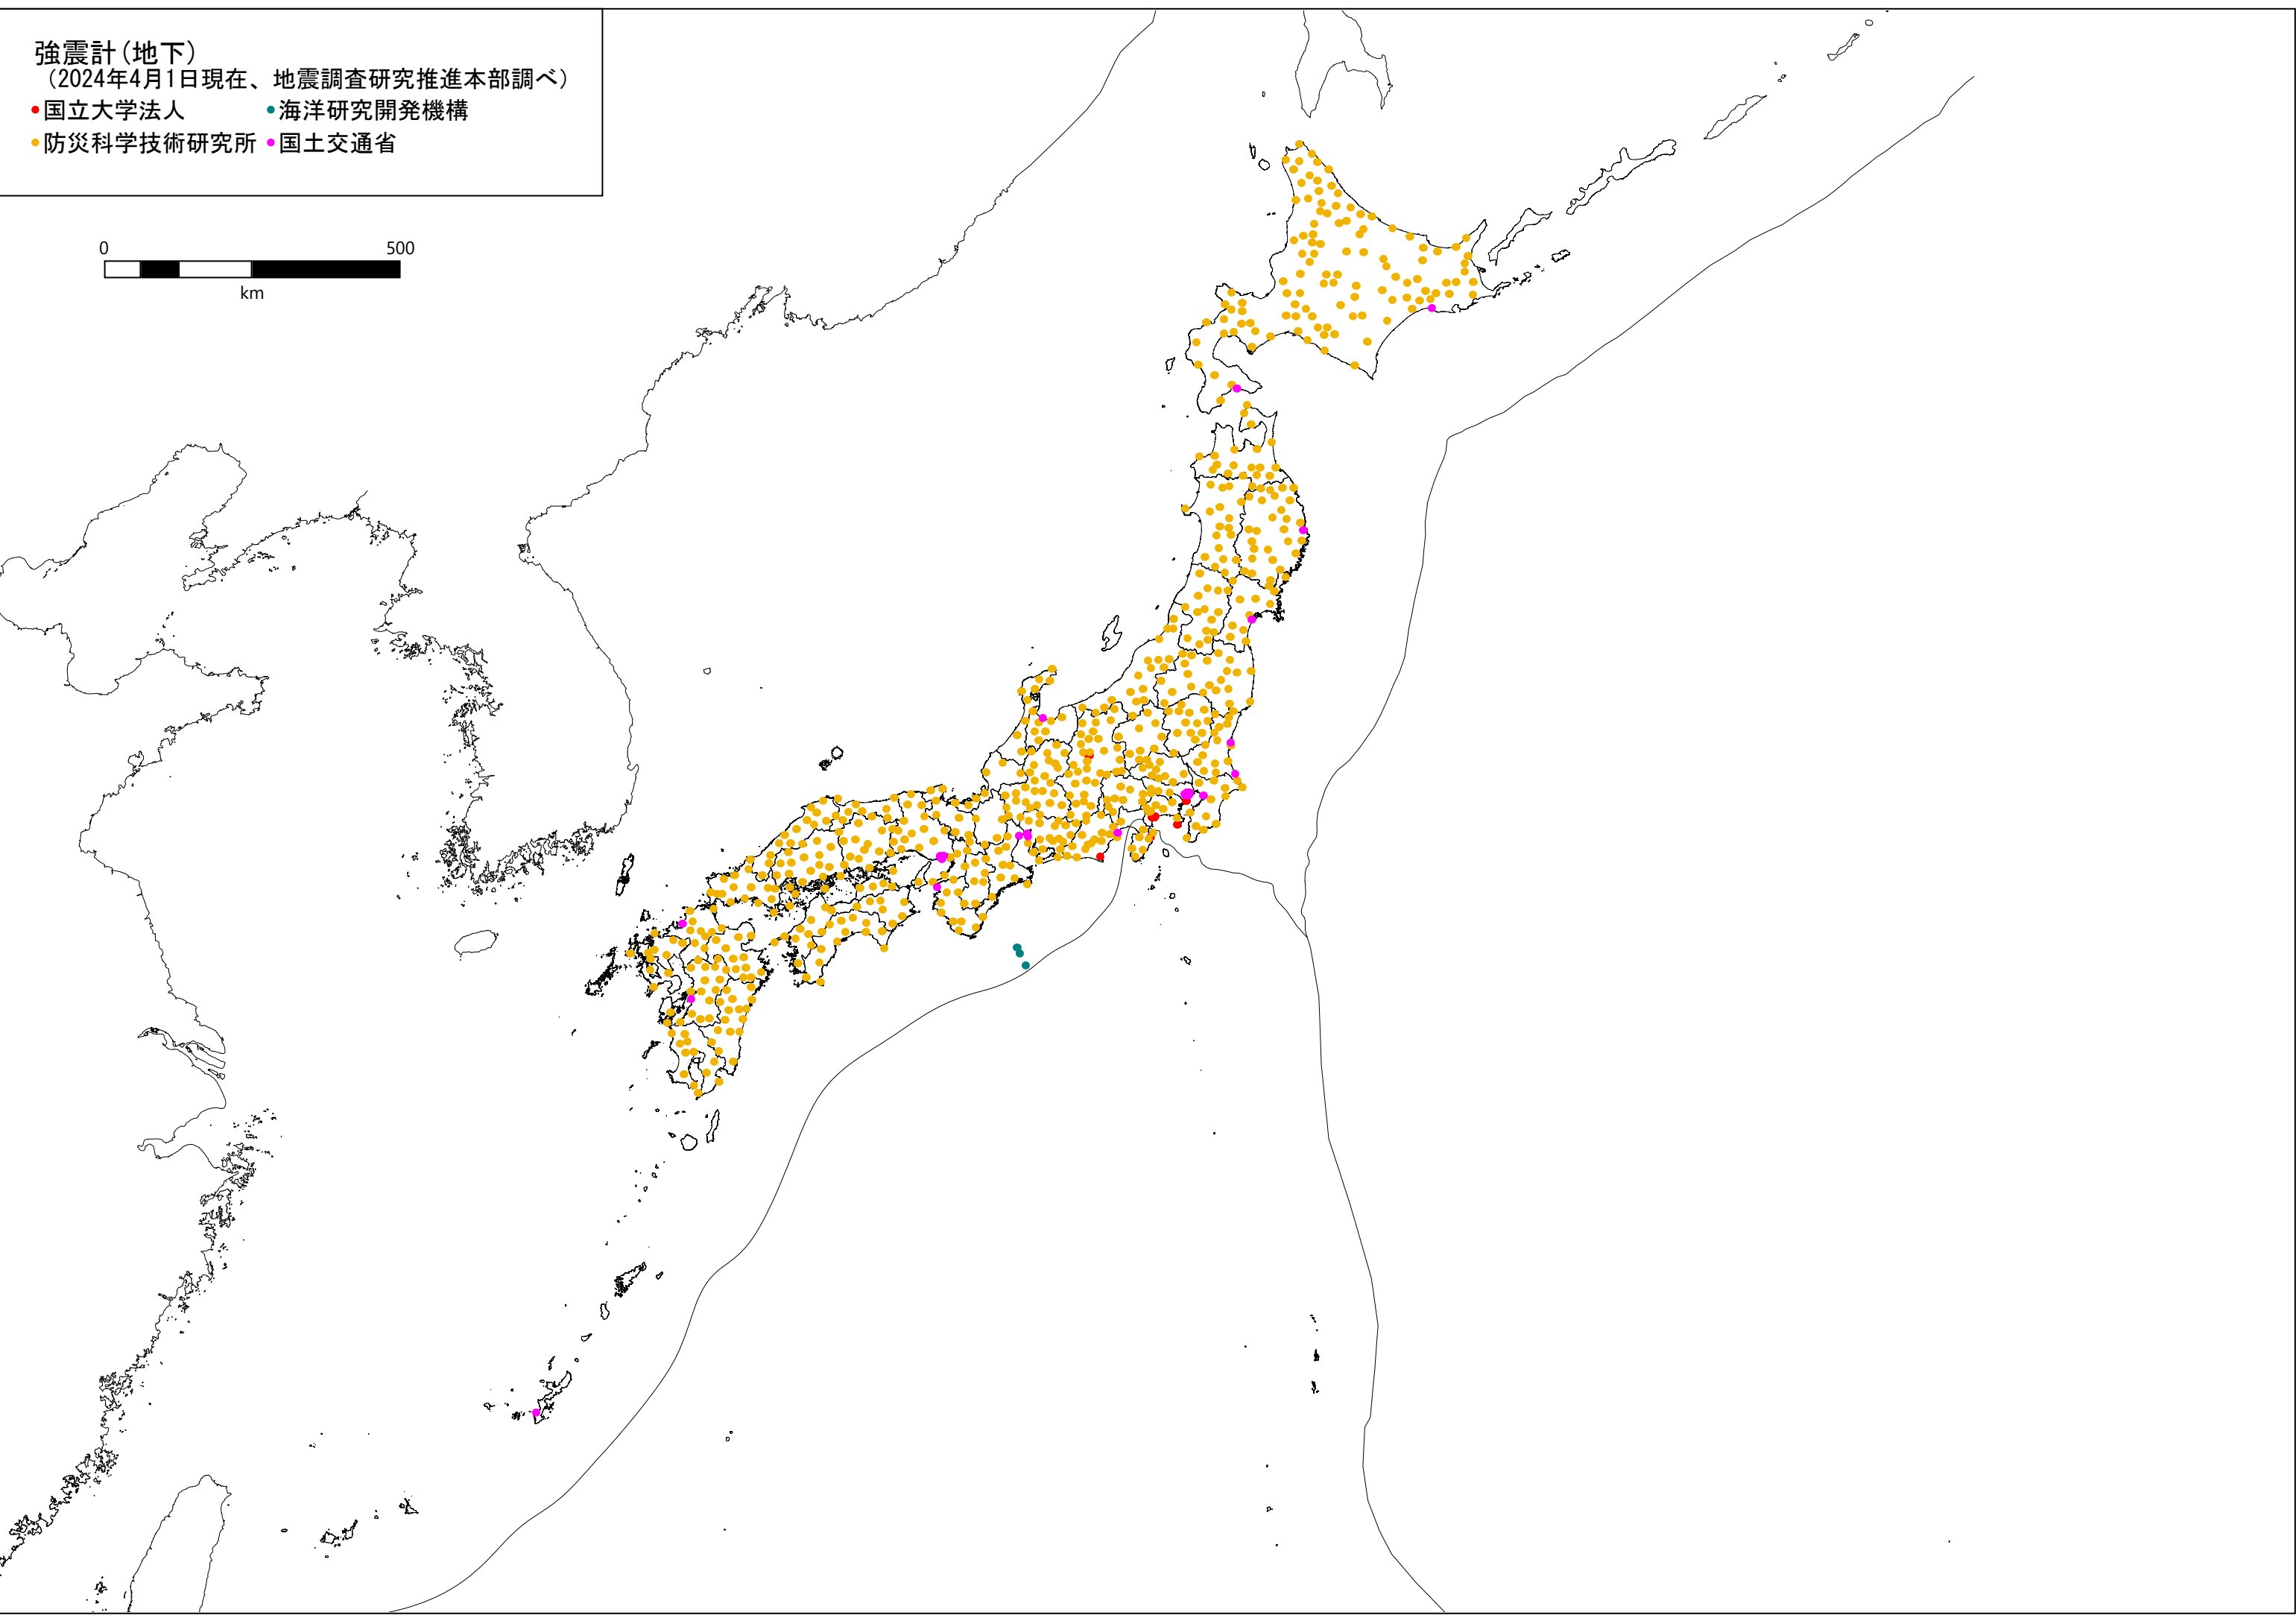 強震計(地下)
(2024年4月1日現在、地震調査研究推進本部調べ)
国立大学法人 海洋研究開発機構
防災科学技術研究所 国土交通省
0 500
km